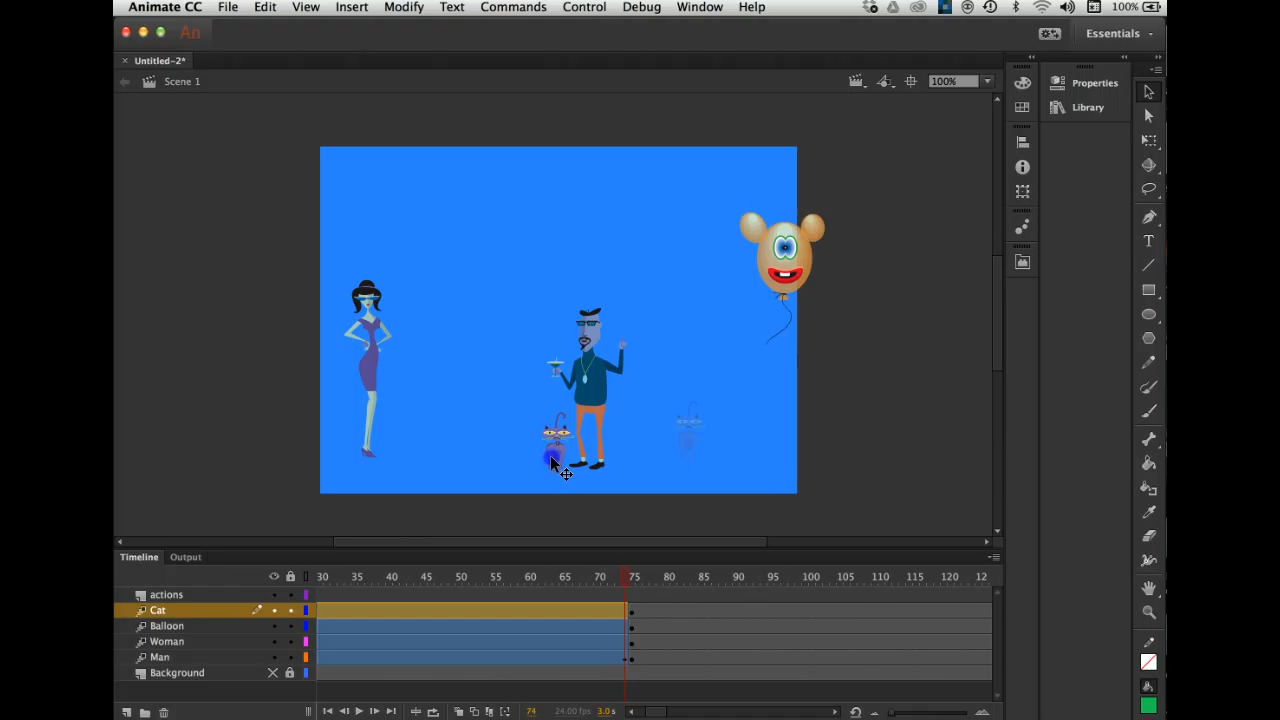 Animate CC File Edit View Insert Modify Text Commands Control Debug Window Help 100%
An Essentials
× Untitled-2*
Scene 1 100%
Properties
Library
T
Timeline Output
30 35 40 45 50 55 60 65 70 75 80 85 90 95 100 105 110 115 12
actions
Cat
Balloon
Woman
Man
Background
74 24.00 fps 3.0 s